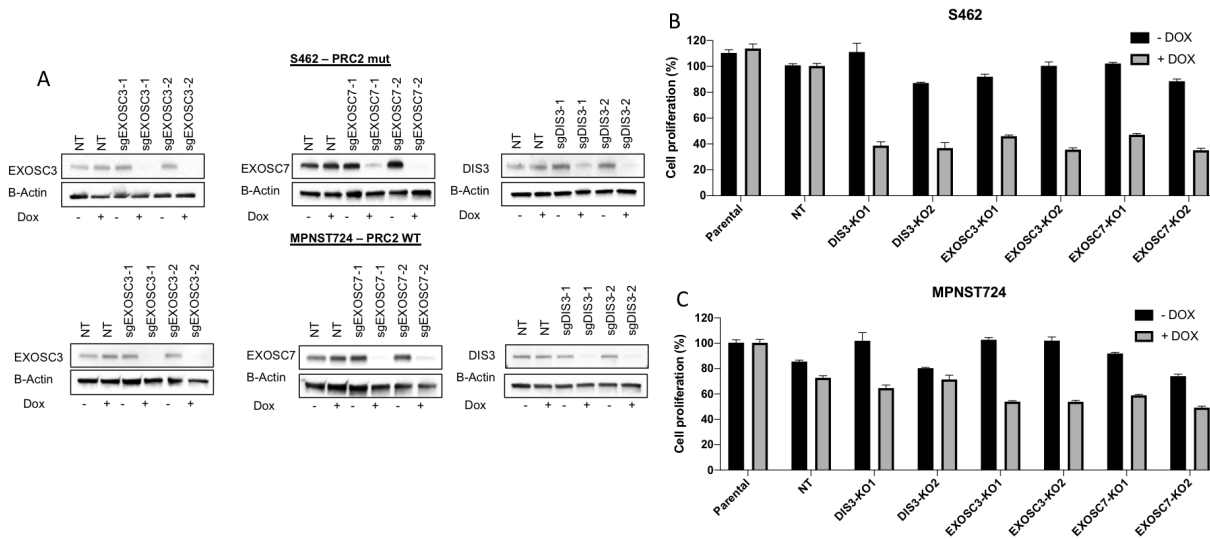 A
S462 – PRC2 mut
NT NT sgEXOSC3-1 sgEXOSC3-1 sgEXOSC3-2 sgEXOSC3-2
EXOSC3
B-Actin
Dox - + - + - +
NT NT sgEXOSC7-1 sgEXOSC7-1 sgEXOSC7-2 sgEXOSC7-2
EXOSC7
B-Actin
Dox - + - + - +
NT NT sgDIS3-1 sgDIS3-1 sgDIS3-2 sgDIS3-2
DIS3
B-Actin
Dox - + - + - +
MPNST724 – PRC2 WT
NT NT sgEXOSC3-1 sgEXOSC3-1 sgEXOSC3-2 sgEXOSC3-2
EXOSC3
B-Actin
Dox - + - + - +
NT NT sgEXOSC7-1 sgEXOSC7-1 sgEXOSC7-2 sgEXOSC7-2
EXOSC7
B-Actin
Dox - + - + - +
NT NT sgDIS3-1 sgDIS3-1 sgDIS3-2 sgDIS3-2
DIS3
B-Actin
Dox - + - + - +
B
S462
Cell proliferation (%)
120
100
80
60
40
20
0
- DOX
+ DOX
Parental NT DIS3-KO1 DIS3-KO2 EXOSC3-KO1 EXOSC3-KO2 EXOSC7-KO1 EXOSC7-KO2
C
MPNST724
Cell proliferation (%)
120
100
80
60
40
20
0
- DOX
+ DOX
Parental NT DIS3-KO1 DIS3-KO2 EXOSC3-KO1 EXOSC3-KO2 EXOSC7-KO1 EXOSC7-KO2